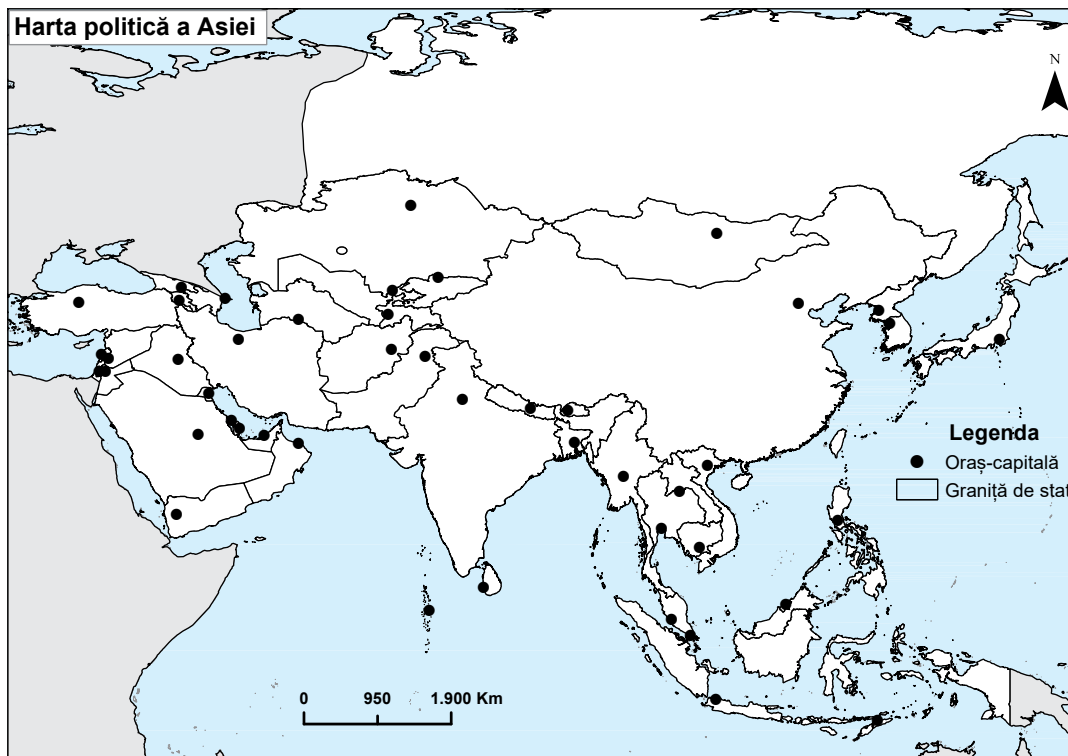 Harta politică a Asiei
N
Legenda
Oraș-capitală
Graniță de stat
0 950 1.900 Km